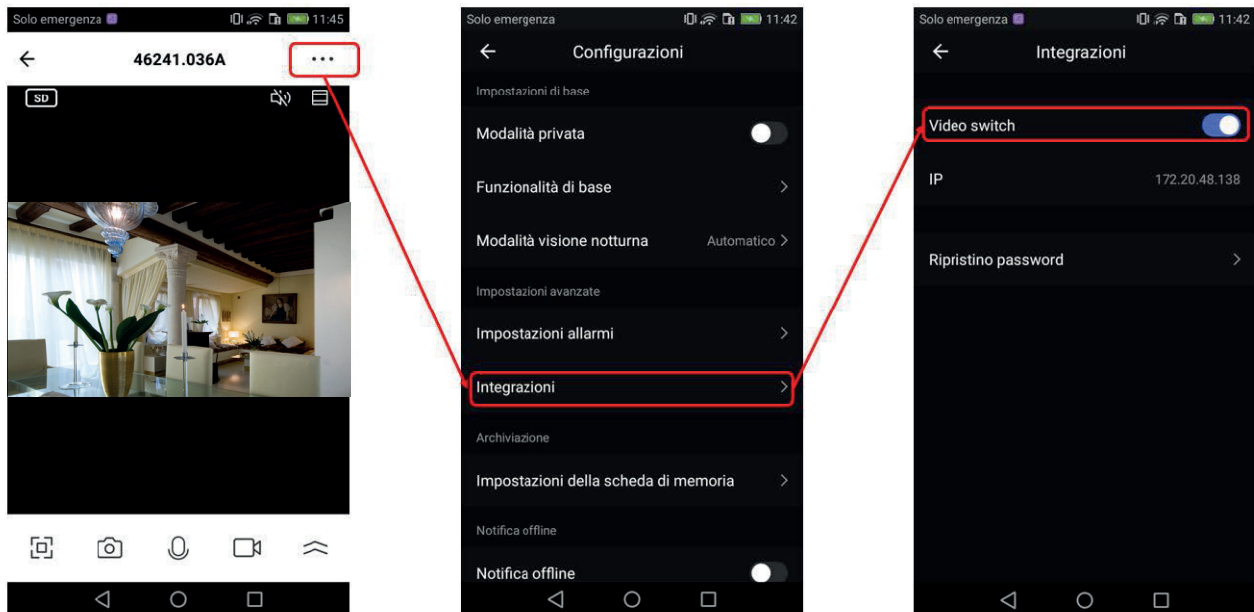 Solo emergenza 11:45
46241.036A
SD
Solo emergenza 11:42
Configurazioni
Impostazioni di base
Modalità privata
Funzionalità di base
Modalità visione notturna Automatico
Impostazioni avanzate
Impostazioni allarmi
Integrazioni
Archiviazione
Impostazioni della scheda di memoria
Notifica offline
Notifica offline
Solo emergenza 11:42
Integrazioni
Video switch
IP 172.20.48.138
Ripristino password